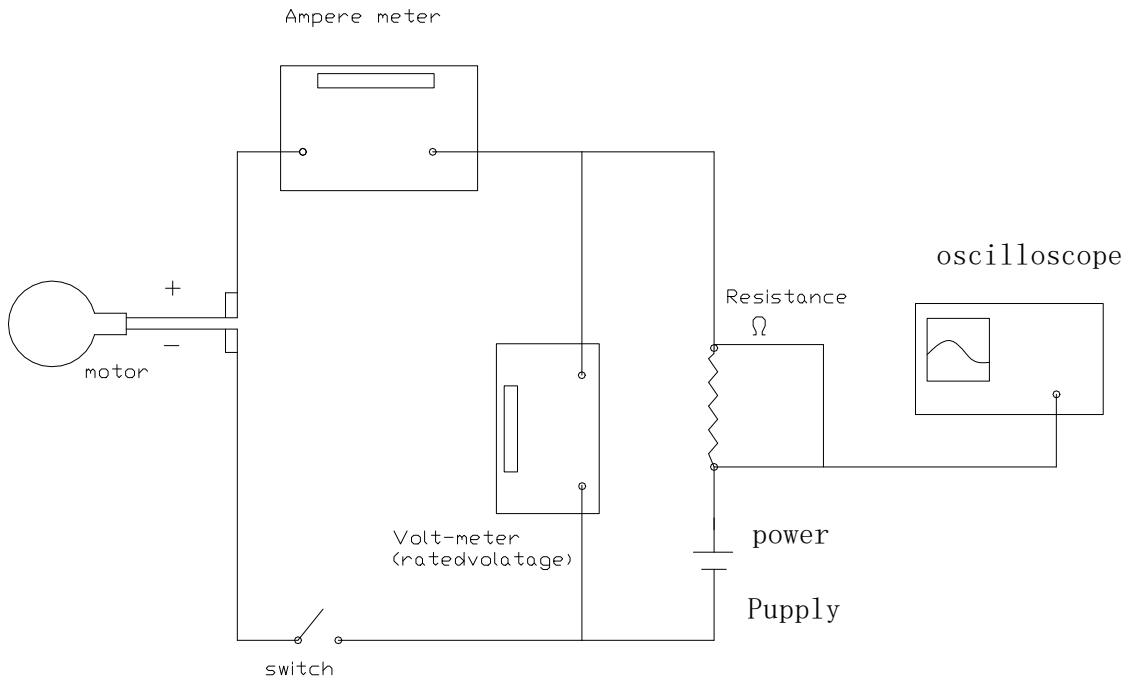 Ampere meter
oscilloscope
+
Resistance
Ω
−
motor
Volt-meter
(ratedvolatage)
power
Pupply
switch